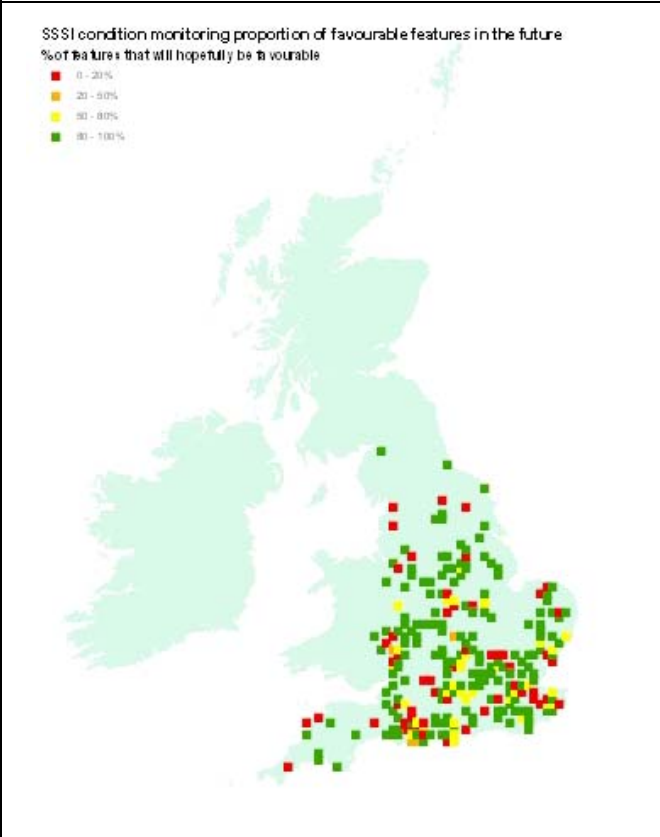 SSSI condition monitoring proportion of favourable features in the future
% of features that will hopefully be favourable
0 - 20%
20 - 50%
50 - 80%
80 - 100%